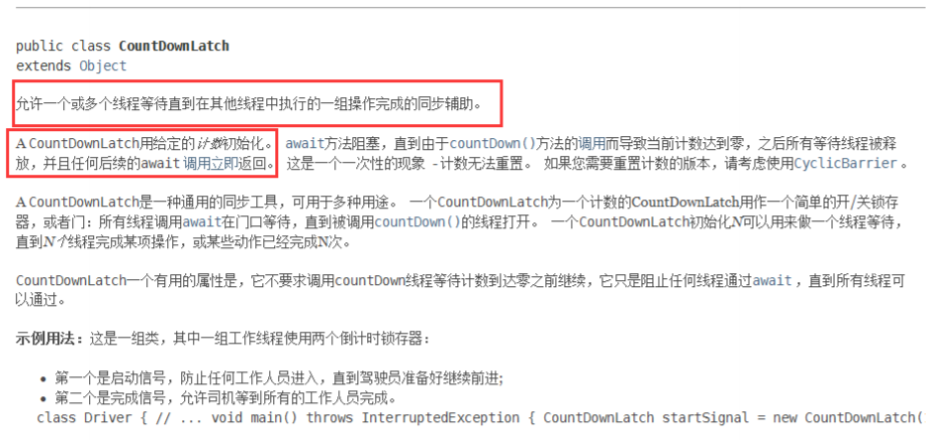 public class CountDownLatch
extends Object
允许一个或多个线程等待直到在其他线程中执行的一组操作完成的同步辅助。
A CountDownLatch用给定的计数初始化。 await方法阻塞，直到由于countDown()方法的调用而导致当前计数达到零，之后所有等待线程被释
放，并且任何后续的await 调用立即返回。 这是一个一次性的现象 - 计数无法重置。 如果您需要重置计数的版本，请考虑使用CyclicBarrier 。
A CountDownLatch是一种通用的同步工具，可用于多种用途。 一个CountDownLatch为一个计数的CountDownLatch用作一个简单的开/关锁存
器，或者门：所有线程调用await在门口等待，直到被调用countDown()的线程打开。 一个CountDownLatch初始化N可以用来做一个线程等待，
直到N个线程完成某项操作，或某些动作已经完成N次。
CountDownLatch一个有用的属性是，它不要求调用countDown线程等待计数到达零之前继续，它只是阻止任何线程通过await ，直到所有线程可
以通过。
示例用法：这是一组类，其中一组工作线程使用两个倒计时锁存器：
• 第一个是启动信号，防止任何工作人员进入，直到驾驶员准备好继续前进;
• 第二个是完成信号，允许司机等到所有的工作人员完成。
class Driver { // ... void main() throws InterruptedException { CountDownLatch startSignal = new CountDownLatch(